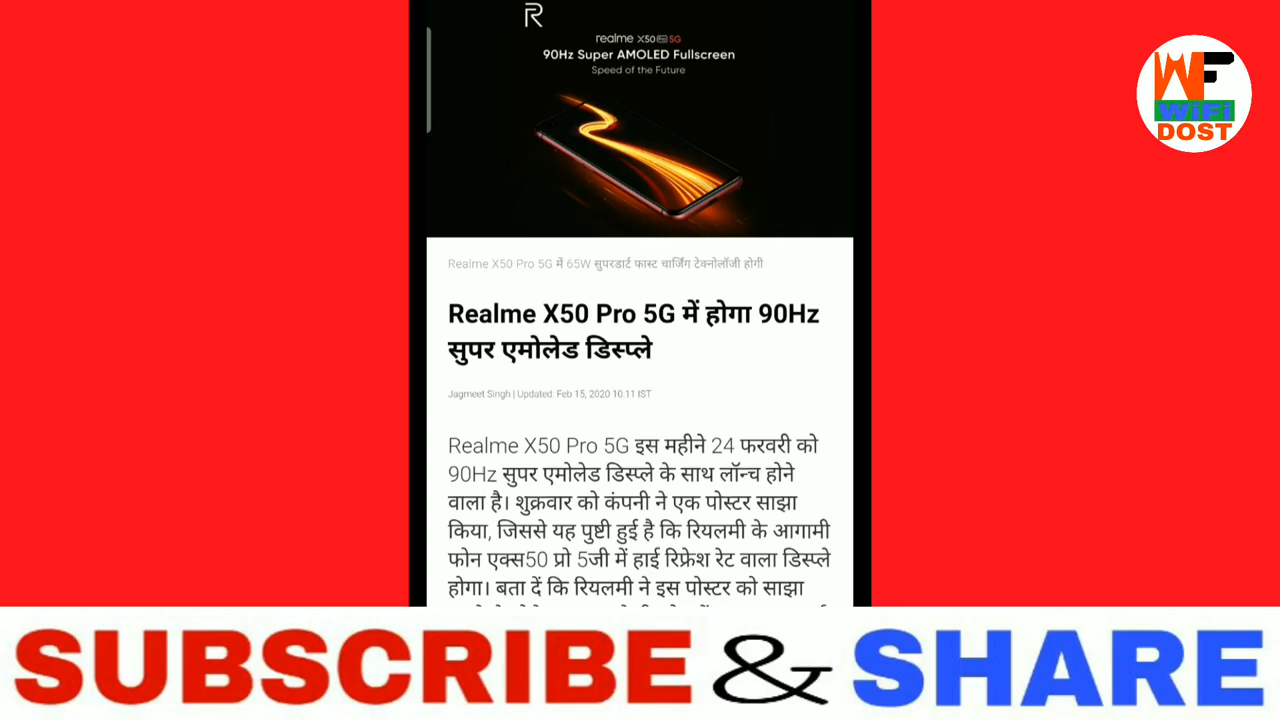 R
realme X50 PRO 5G
90Hz Super AMOLED Fullscreen
Speed of the Future
WF
WiFi
DOST
Realme X50 Pro 5G में 65W सुपरडार्ट फास्ट चार्जिंग टेक्नोलॉजी होगी
Realme X50 Pro 5G में होगा 90Hz
सुपर एमोलेड डिस्प्ले
Jagmeet Singh | Updated: Feb 15, 2020 10:11 IST
Realme X50 Pro 5G इस महीने 24 फरवरी को
90Hz सुपर एमोलेड डिस्प्ले के साथ लॉन्च होने
वाला है। शुक्रवार को कंपनी ने एक पोस्टर साझा
किया, जिससे यह पुष्टी हुई है कि रियलमी के आगामी
फोन एक्स50 प्रो 5जी में हाई रिफ्रेश रेट वाला डिस्प्ले
होगा। बता दें कि रियलमी ने इस पोस्टर को साझा
SUBSCRIBE & SHARE